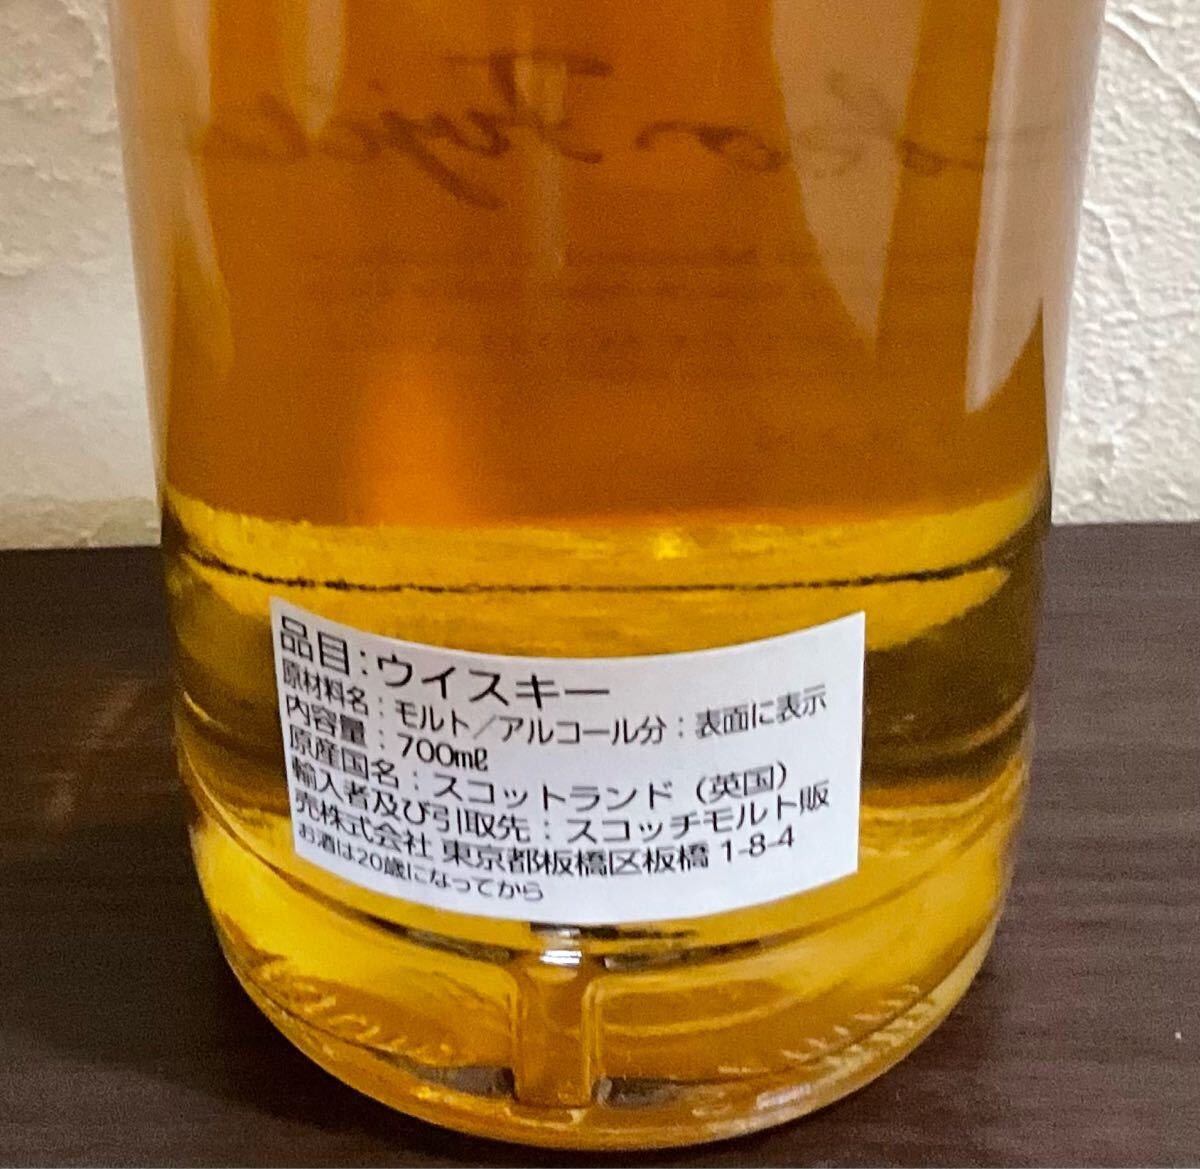 品目:ウイスキー
原材料名:モルト/アルコール分:表面に表示
内容量:700mℓ
原産国名:スコットランド(英国)
輸入者及び引取先:スコッチモルト販
売株式会社 東京都板橋区板橋 1-8-4
お酒は20歳になってから